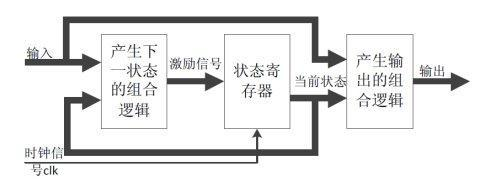 输入
产生下
一状态
的组合
逻辑
激励信号
状态寄
存器
当前状态
产生输
出的组
合逻辑
输出
时钟信
号clk